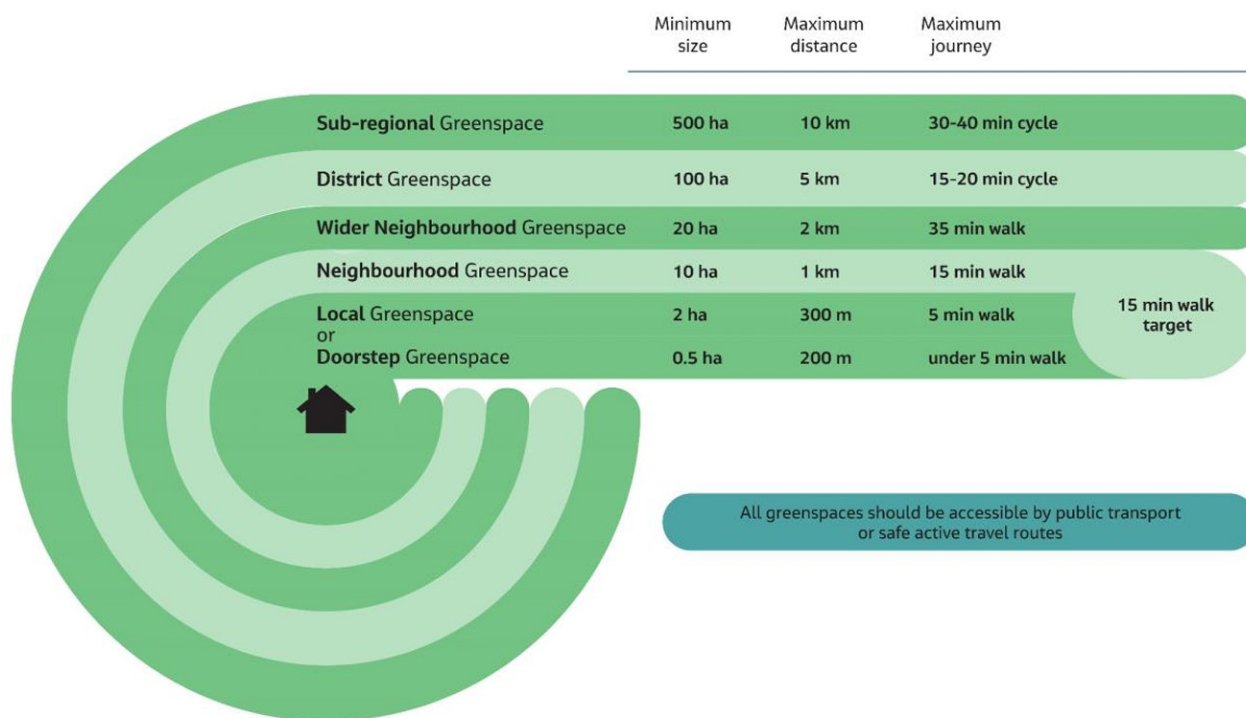 Minimum size Maximum distance Maximum journey
Sub-regional Greenspace 500 ha 10 km 30-40 min cycle
District Greenspace 100 ha 5 km 15-20 min cycle
Wider Neighbourhood Greenspace 20 ha 2 km 35 min walk
Neighbourhood Greenspace 10 ha 1 km 15 min walk
Local Greenspace 2 ha 300 m 5 min walk
or
Doorstep Greenspace 0.5 ha 200 m under 5 min walk
15 min walk
target
All greenspaces should be accessible by public transport
or safe active travel routes